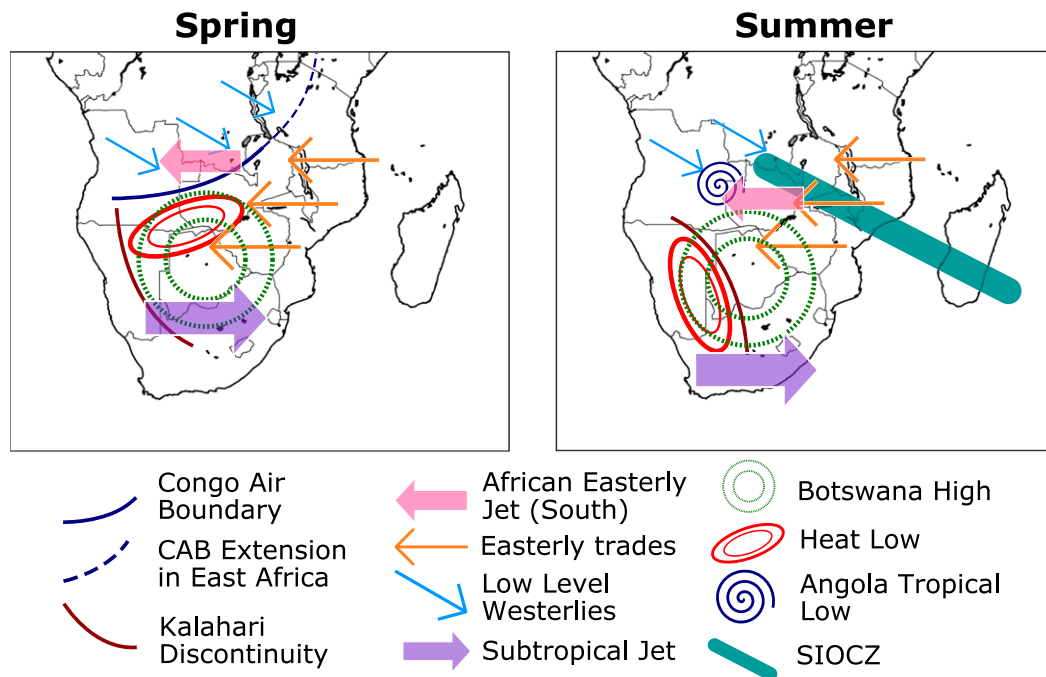 Spring
Summer
Congo Air
Boundary
CAB Extension
in East Africa
Kalahari
Discontinuity
African Easterly
Jet (South)
Easterly trades
Low Level
Westerlies
Subtropical Jet
Botswana High
Heat Low
Angola Tropical
Low
SIOCZ